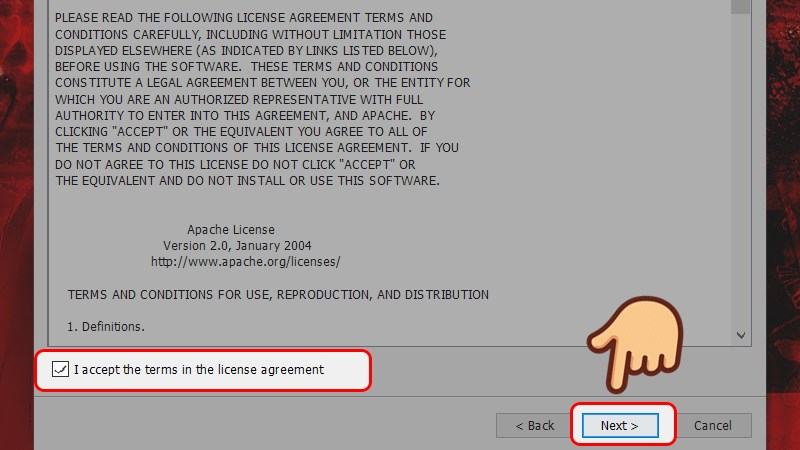 PLEASE READ THE FOLLOWING LICENSE AGREEMENT TERMS AND
CONDITIONS CAREFULLY, INCLUDING WITHOUT LIMITATION THOSE
DISPLAYED ELSEWHERE (AS INDICATED BY LINKS LISTED BELOW),
BEFORE USING THE SOFTWARE.  THESE TERMS AND CONDITIONS
CONSTITUTE A LEGAL AGREEMENT BETWEEN YOU, OR THE ENTITY FOR
WHICH YOU ARE AN AUTHORIZED REPRESENTATIVE WITH FULL
AUTHORITY TO ENTER INTO THIS AGREEMENT, AND APACHE.  BY
CLICKING "ACCEPT" OR THE EQUIVALENT YOU AGREE TO ALL OF
THE TERMS AND CONDITIONS OF THIS LICENSE AGREEMENT.  IF YOU
DO NOT AGREE TO THIS LICENSE DO NOT CLICK "ACCEPT" OR
THE EQUIVALENT AND DO NOT INSTALL OR USE THIS SOFTWARE.
Apache License
Version 2.0, January 2004
http://www.apache.org/licenses/
TERMS AND CONDITIONS FOR USE, REPRODUCTION, AND DISTRIBUTION
1. Definitions.
I accept the terms in the license agreement
< Back
Next >
Cancel